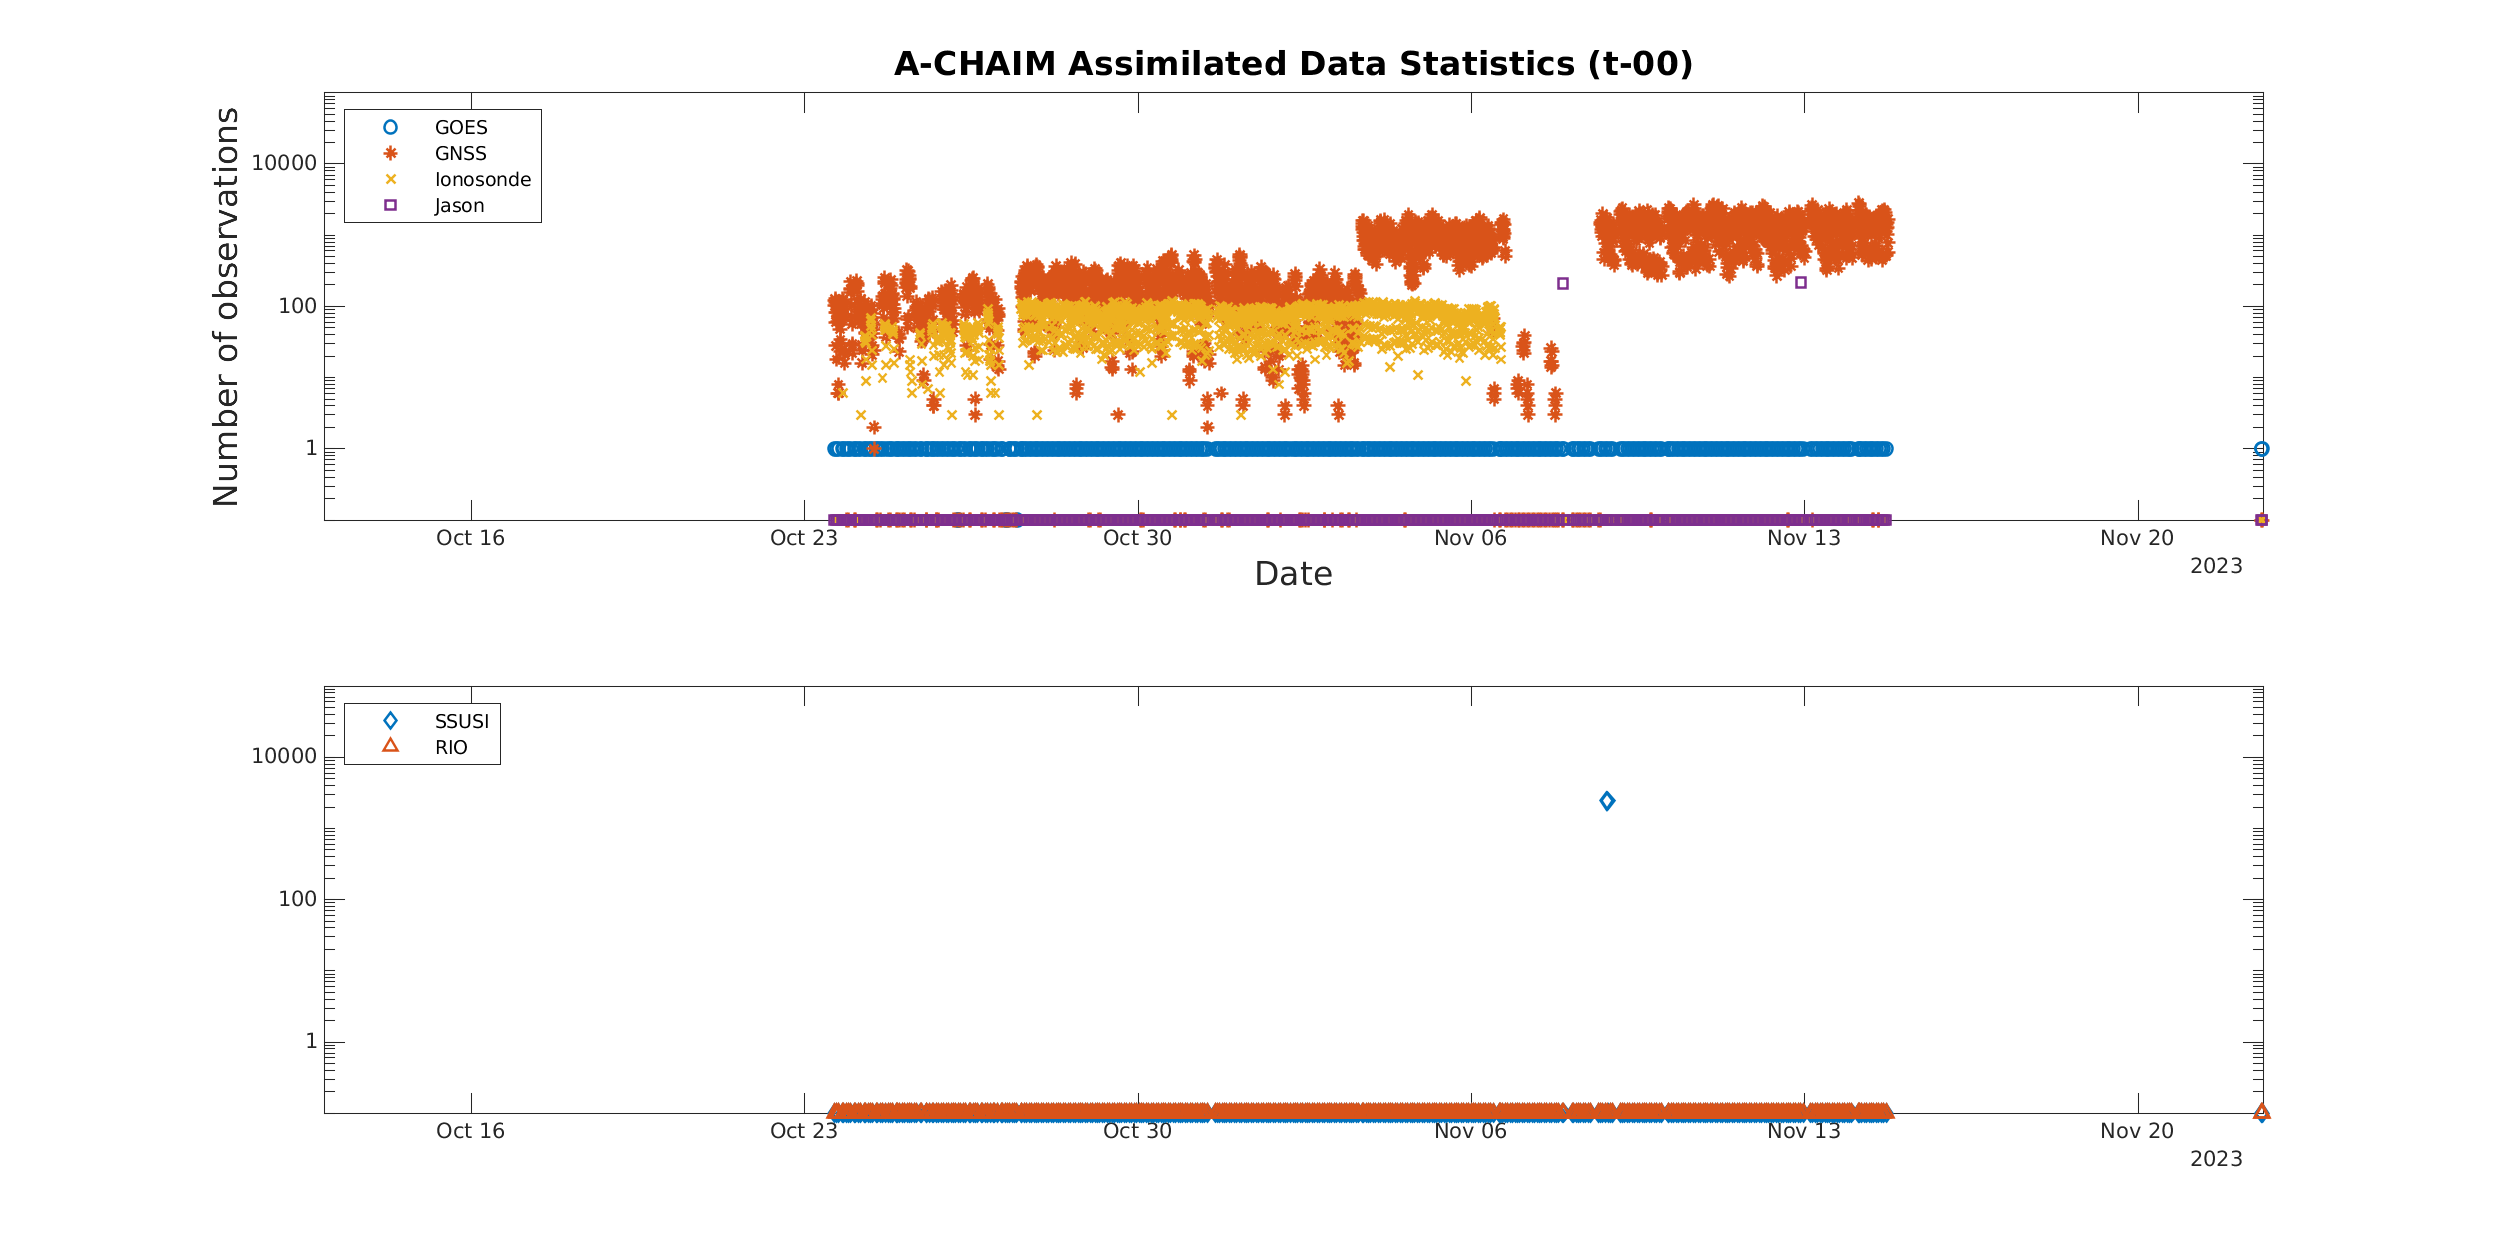 A-CHAIM Assimilated Data Statistics (t-00)
GOES
GNSS
Ionosonde
Jason
Number of observations
10000
100
1
Oct 16
Oct 23
Oct 30
Nov 06
Nov 13
Nov 20
2023
Date
SSUSI
RIO
10000
100
1
Oct 16
Oct 23
Oct 30
Nov 06
Nov 13
Nov 20
2023